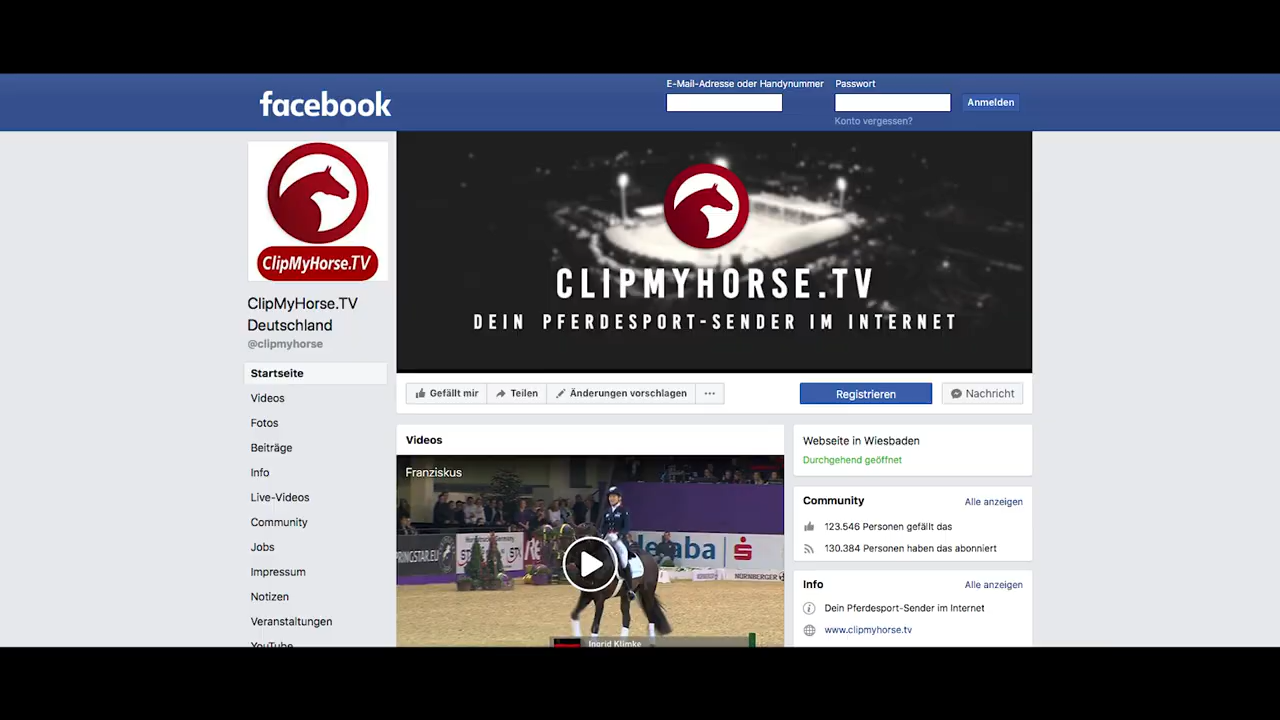 facebook
E-Mail-Adresse oder Handynummer
Passwort
Anmelden
Konto vergessen?
ClipMyHorse.TV
ClipMyHorse.TV
Deutschland
@clipmyhorse
Startseite
Videos
Fotos
Beiträge
Info
Live-Videos
Community
Jobs
Impressum
Notizen
Veranstaltungen
YouTube
CLIPMYHORSE.TV
DEIN PFERDESPORT-SENDER IM INTERNET
Gefällt mir
Teilen
Änderungen vorschlagen
Registrieren
Nachricht
Videos
Franziskus
Ingrid Klimke
Webseite in Wiesbaden
Durchgehend geöffnet
Community
Alle anzeigen
123.546 Personen gefällt das
130.384 Personen haben das abonniert
Info
Alle anzeigen
Dein Pferdesport-Sender im Internet
www.clipmyhorse.tv